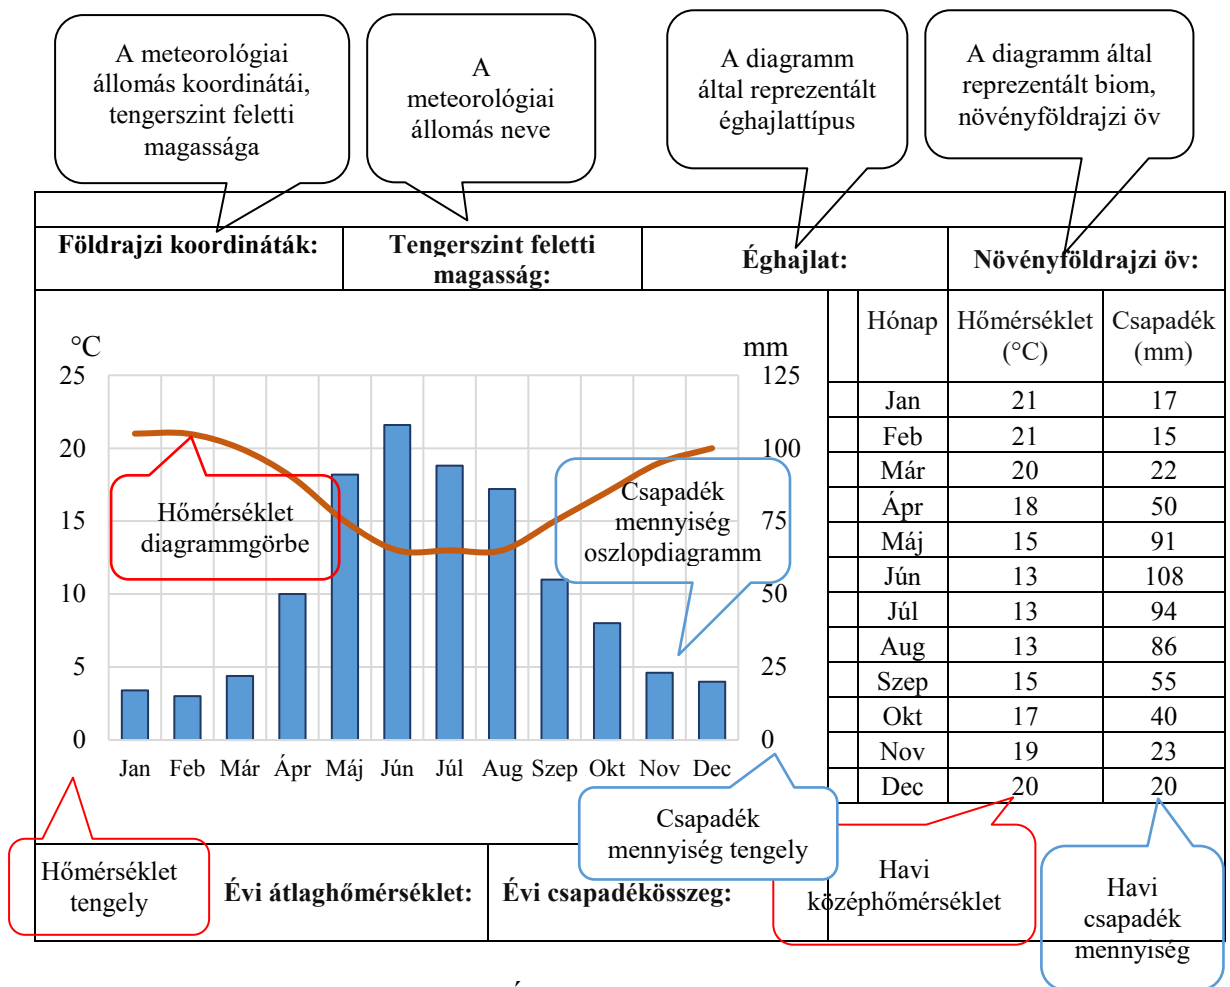 A meteorológiai
állomás koordinátái,
tengerszint feletti
magassága
A
meteorológiai
állomás neve
A diagramm
által reprezentált
éghajlattípus
A diagramm által
reprezentált biom,
növényföldrajzi öv
Földrajzi koordináták:
Tengerszint feletti
magasság:
Éghajlat:
Növényföldrajzi öv:
°C
mm
25
20
15
10
5
0
125
100
75
50
25
0
Jan Feb Már Ápr Máj Jún Júl Aug Szep Okt Nov Dec
Hőmérséklet
diagrammgörbe
Csapadék
mennyiség
oszlopdiagramm
Hónap Hőmérséklet Csapadék
(°C) (mm)
Jan 21 17
Feb 21 15
Már 20 22
Ápr 18 50
Máj 15 91
Jún 13 108
Júl 13 94
Aug 13 86
Szep 15 55
Okt 17 40
Nov 19 23
Dec 20 20
Hőmérséklet
tengely
Évi átlaghőmérséklet:
Évi csapadékösszeg:
Csapadék
mennyiség tengely
Havi
középhőmérséklet
Havi
csapadék
mennyiség